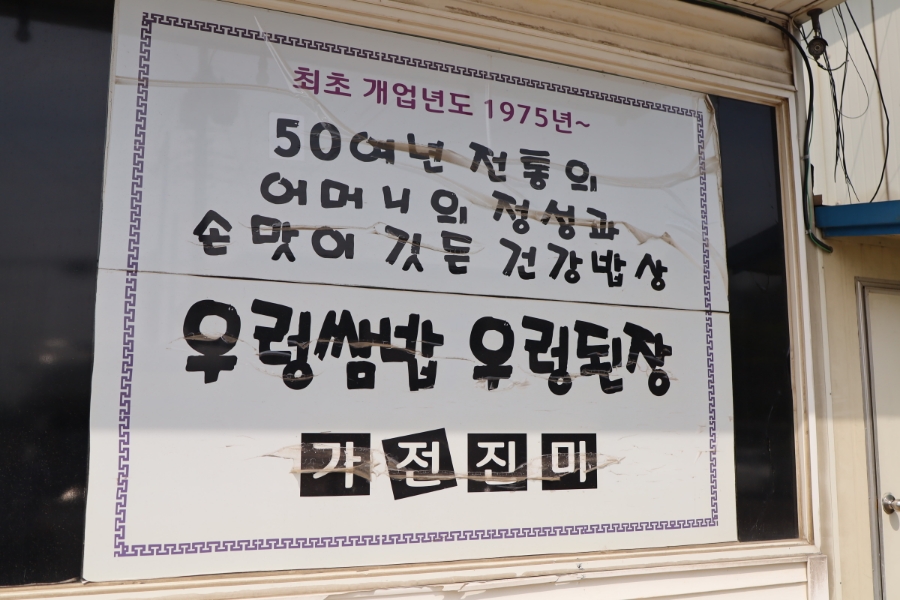 최초 개업년도 1975년~
50여년 전통의
어머니의 정성과
손맛이 깃든 건강밥상
우렁쌈밥 우렁된장
가전진미